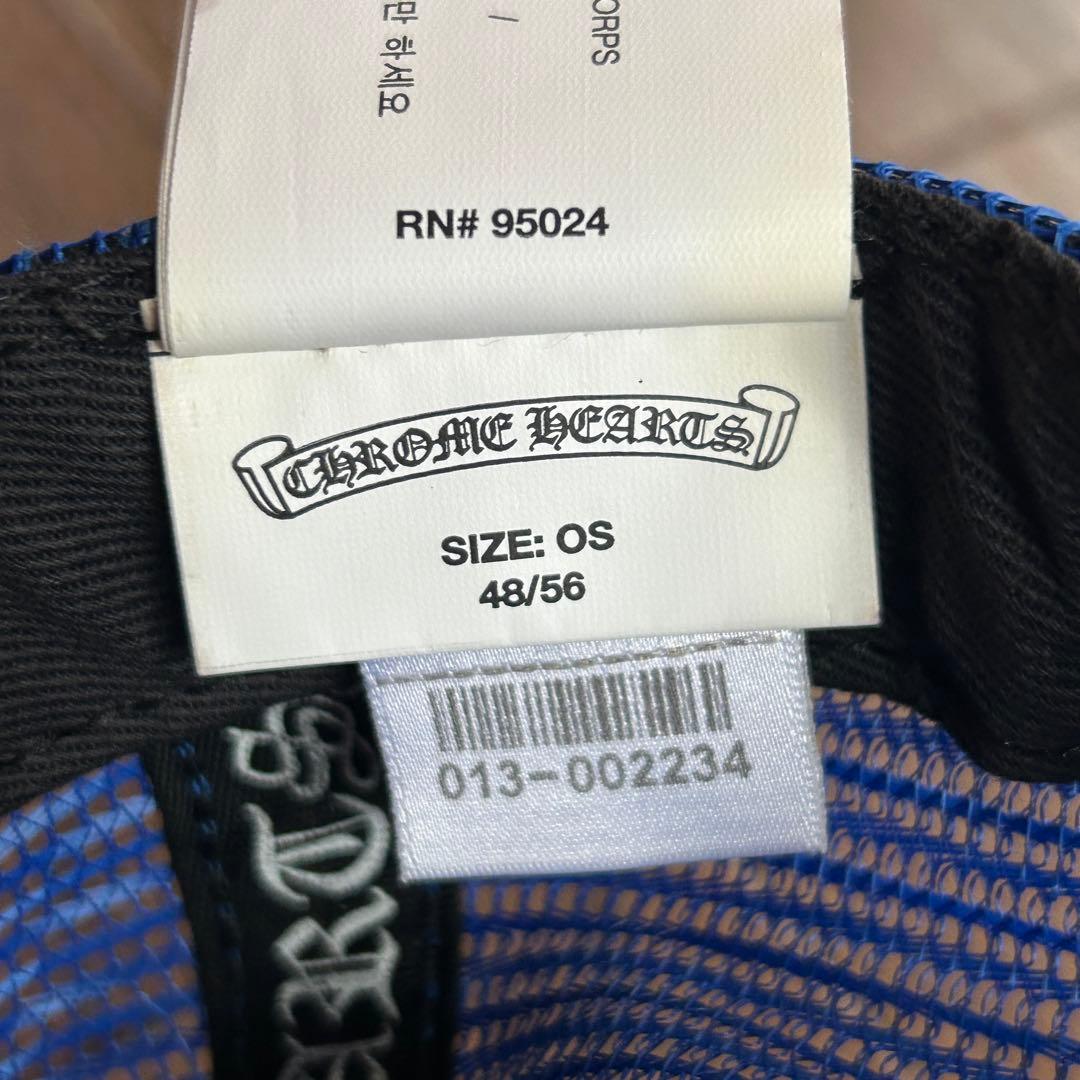 만 하세요
/
ORPS
RN# 95024
CHROME HEARTS
SIZE: OS
48/56
013-002234